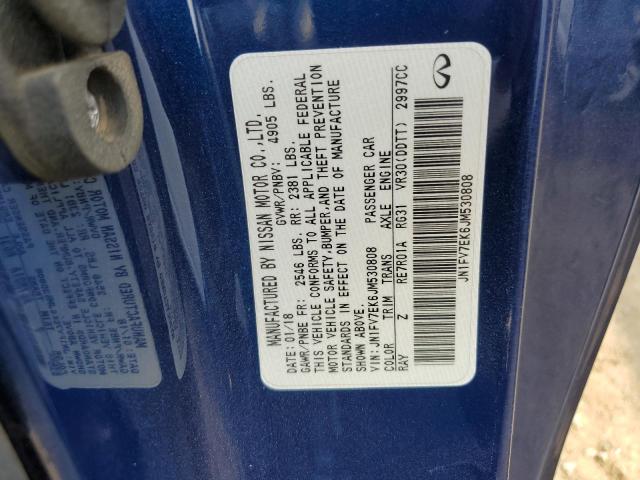 MANUFACTURED BY NISSAN MOTOR CO.,LTD.
DATE: 01/18 GVWR/PNBV: 4905 LBS.
GAWR/PNBE FR: 2546 LBS. RR: 2381 LBS.
THIS VEHICLE CONFORMS TO ALL APPLICABLE FEDERAL
MOTOR VEHICLE SAFETY,BUMPER,AND THEFT PREVENTION
STANDARDS IN EFFECT ON THE DATE OF MANUFACTURE
SHOWN ABOVE.
VIN: JN1FV7EK6JM530808 PASSENGER CAR
COLOR TRIM TRANS AXLE ENGINE
RAY Z RE7R01A RG31 VR30(DDTT) 2997CC
JN1FV7EK6JM530808